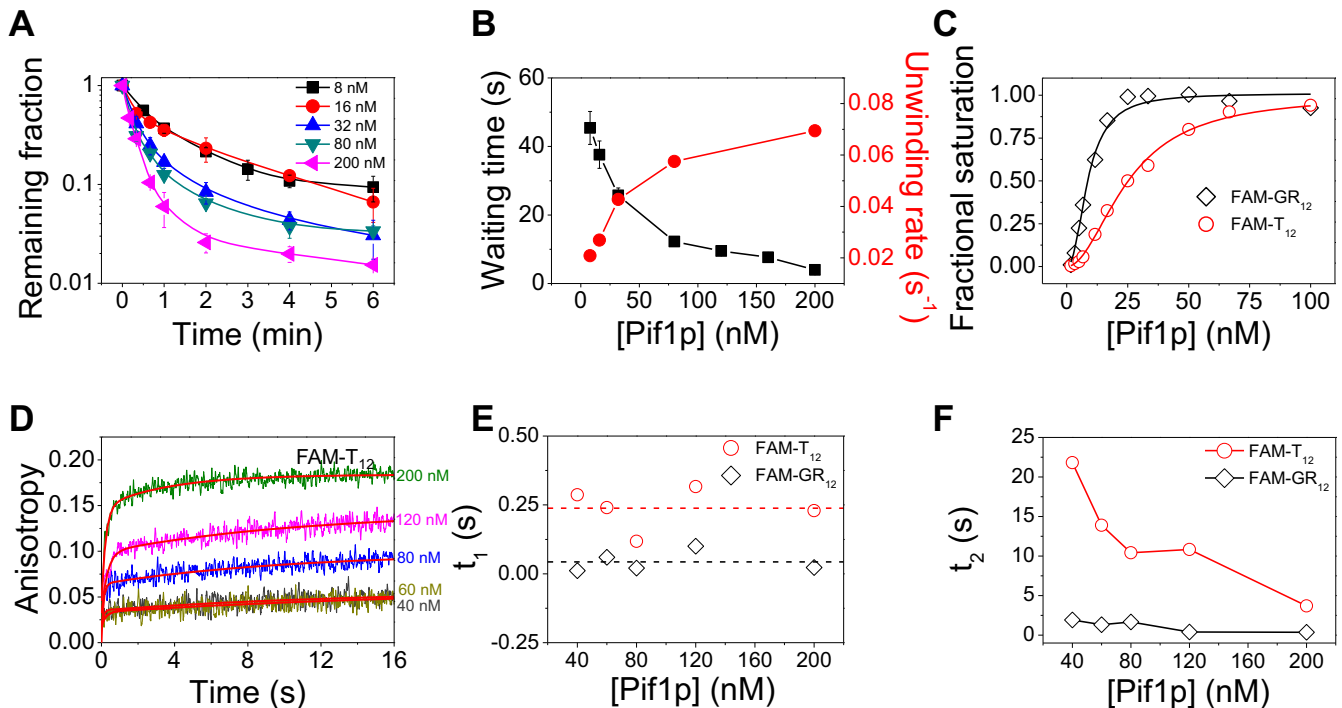 A
Remaining fraction
1
0.1
0.01
8 nM
16 nM
32 nM
80 nM
200 nM
0 1 2 3 4 5 6
Time (min)
B
Waiting time (s)
60
40
20
0
0 50 100 150 200
[Pif1p] (nM)
0.08
0.06
0.04
0.02
Unwinding rate (s⁻¹)
C
Fractional saturation
1.00
0.75
0.50
0.25
0.00
FAM-GR₁₂
FAM-T₁₂
0 25 50 75 100
[Pif1p] (nM)
D
Anisotropy
0.20
0.15
0.10
0.05
0.00
FAM-T₁₂
200 nM
120 nM
80 nM
60 nM
40 nM
0 4 8 12 16
Time (s)
E
t₁ (s)
0.50
0.25
0.00
-0.25
FAM-T₁₂
FAM-GR₁₂
40 80 120 160 200
[Pif1p] (nM)
F
t₂ (s)
25
20
15
10
5
0
FAM-T₁₂
FAM-GR₁₂
40 80 120 160 200
[Pif1p] (nM)